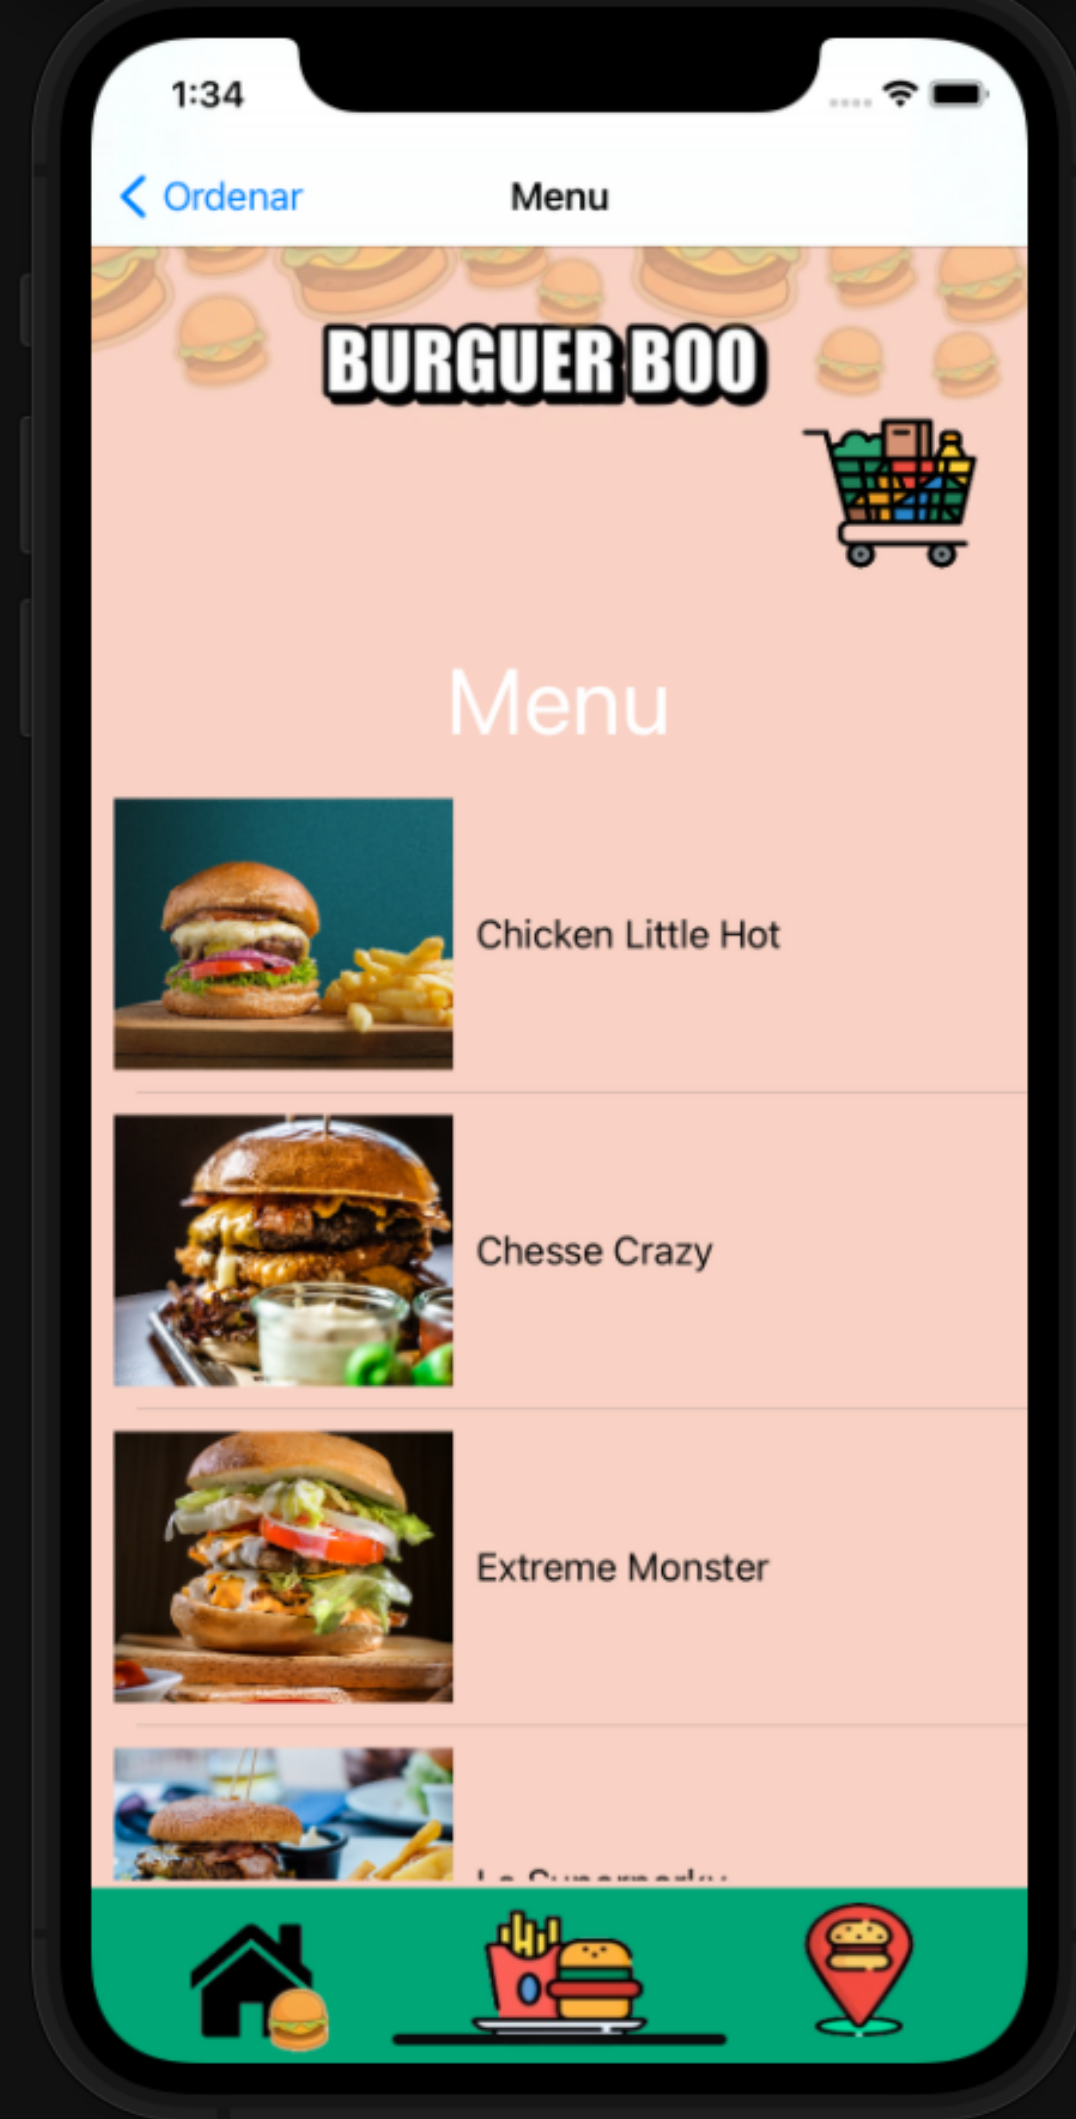 1:34
Ordenar
Menu
BURGUER BOO
Menu
Chicken Little Hot
Chesse Crazy
Extreme Monster